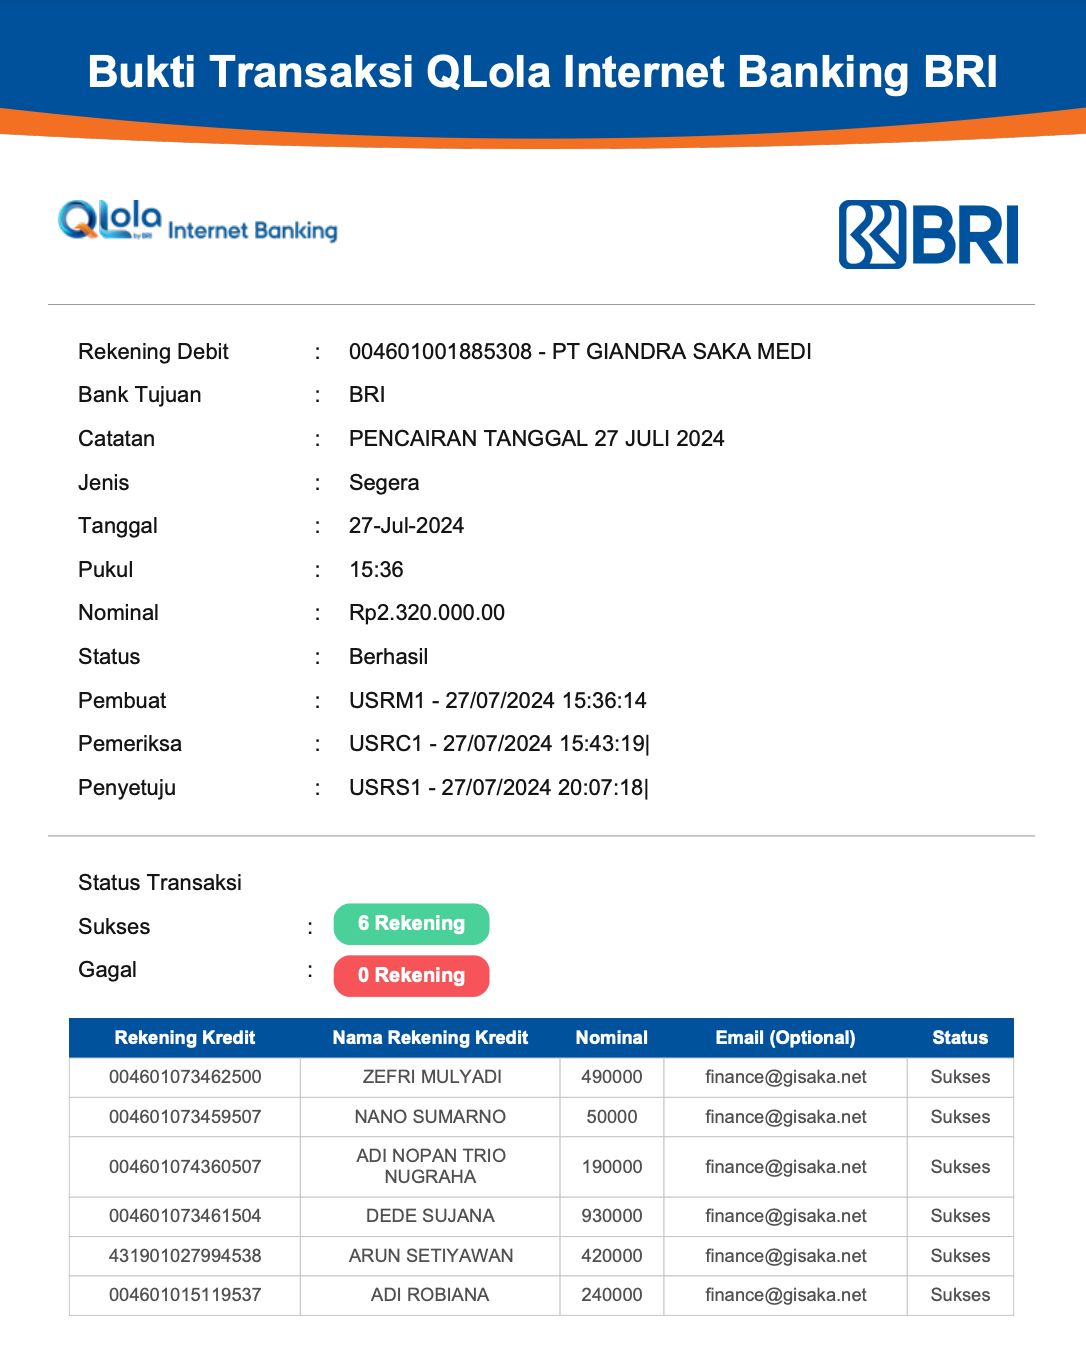 Bukti Transaksi QLola Internet Banking BRI
QLola by BRI Internet Banking
BRI
Rekening Debit : 004601001885308 - PT GIANDRA SAKA MEDI
Bank Tujuan : BRI
Catatan : PENCAIRAN TANGGAL 27 JULI 2024
Jenis : Segera
Tanggal : 27-Jul-2024
Pukul : 15:36
Nominal : Rp2.320.000.00
Status : Berhasil
Pembuat : USRM1 - 27/07/2024 15:36:14
Pemeriksa : USRC1 - 27/07/2024 15:43:19|
Penyetuju : USRS1 - 27/07/2024 20:07:18|
Status Transaksi
Sukses : 6 Rekening
Gagal : 0 Rekening
Rekening Kredit Nama Rekening Kredit Nominal Email (Optional) Status
004601073462500 ZEFRI MULYADI 490000 finance@gisaka.net Sukses
004601073459507 NANO SUMARNO 50000 finance@gisaka.net Sukses
004601074360507 ADI NOPAN TRIO NUGRAHA 190000 finance@gisaka.net Sukses
004601073461504 DEDE SUJANA 930000 finance@gisaka.net Sukses
431901027994538 ARUN SETIYAWAN 420000 finance@gisaka.net Sukses
004601015119537 ADI ROBIANA 240000 finance@gisaka.net Sukses